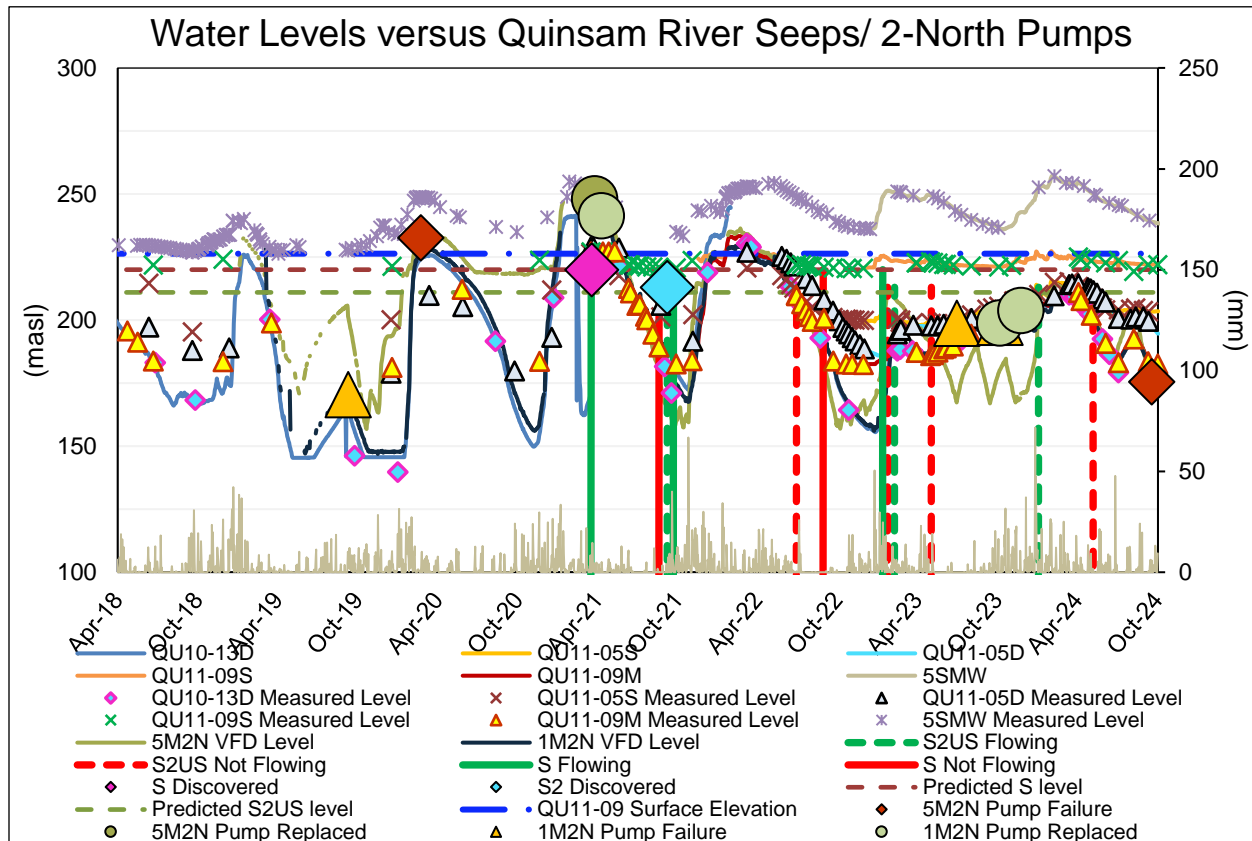 Water Levels versus Quinsam River Seeps/ 2-North Pumps
300
250
200
150
100
(masl)
250
200
150
100
50
0
(mm)
Apr-18
Oct-18
Apr-19
Oct-19
Apr-20
Oct-20
Apr-21
Oct-21
Apr-22
Oct-22
Apr-23
Oct-23
Apr-24
Oct-24
QU10-13D QU11-05S QU11-05D
QU11-09S QU11-09M 5SMW
QU10-13D Measured Level QU11-05S Measured Level QU11-05D Measured Level
QU11-09S Measured Level QU11-09M Measured Level 5SMW Measured Level
5M2N VFD Level 1M2N VFD Level S2US Flowing
S2US Not Flowing S Flowing S Not Flowing
S Discovered S2 Discovered Predicted S level
Predicted S2US level QU11-09 Surface Elevation 5M2N Pump Failure
5M2N Pump Replaced 1M2N Pump Failure 1M2N Pump Replaced